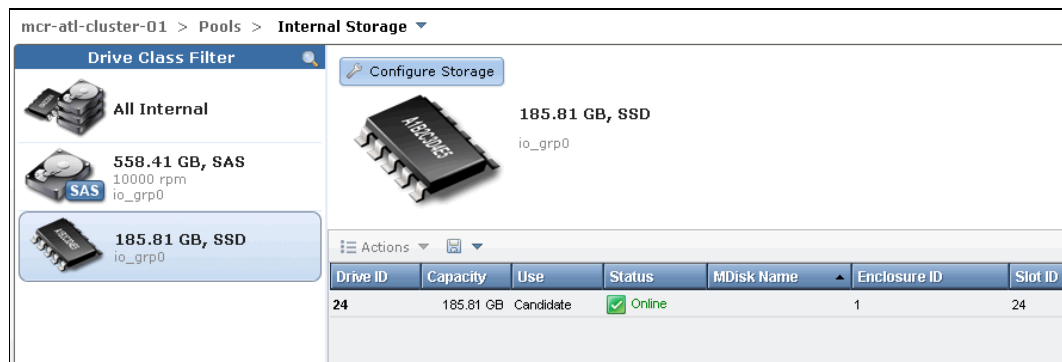 mcr-atl-cluster-01 > Pools > Internal Storage
Drive Class Filter
All Internal
558.41 GB, SAS
10000 rpm
io_grp0
SAS
185.81 GB, SSD
io_grp0
Configure Storage
A1B2C3D4E5
185.81 GB, SSD
io_grp0
Actions
Drive ID Capacity Use Status MDisk Name Enclosure ID Slot ID
24 185.81 GB Candidate Online 1 24